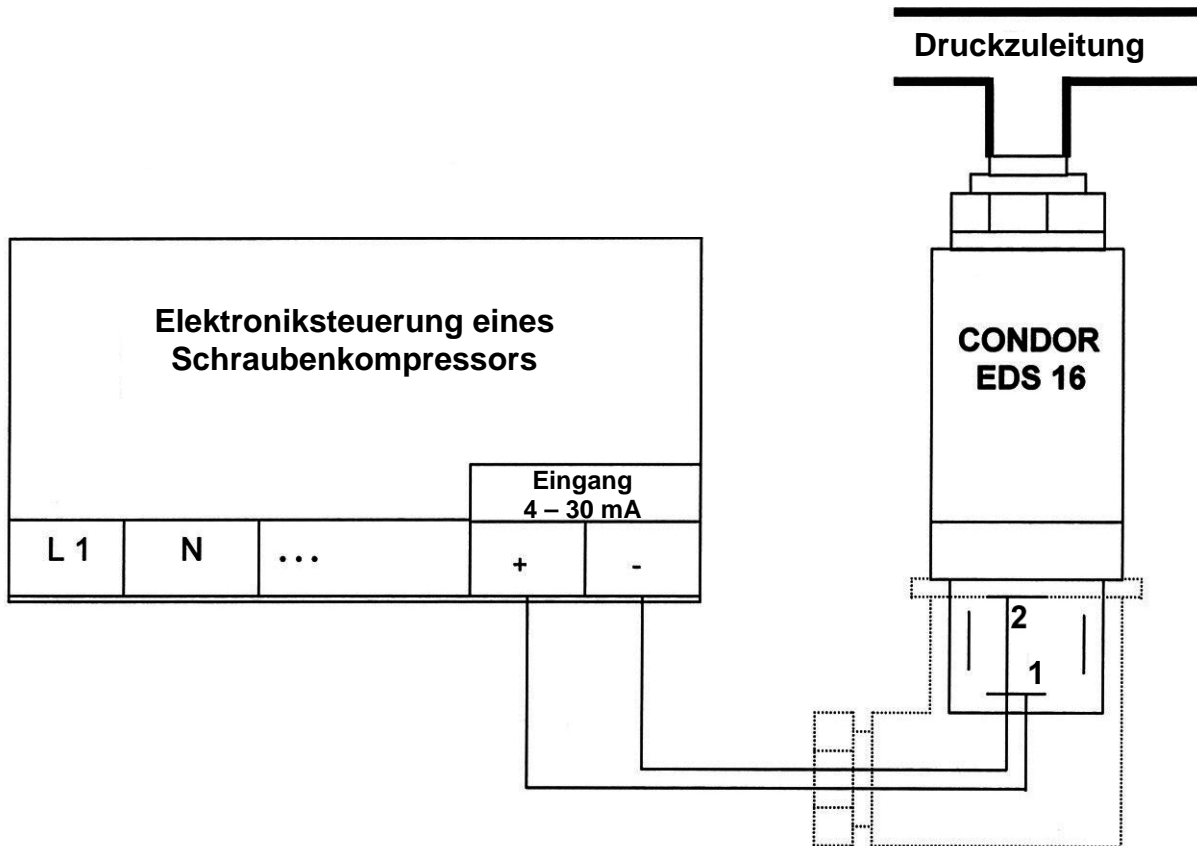 Druckzuleitung
Elektroniksteuerung eines
Schraubenkompressors
CONDOR
EDS 16
Eingang
4 – 30 mA
L 1 N ... + -
2
1